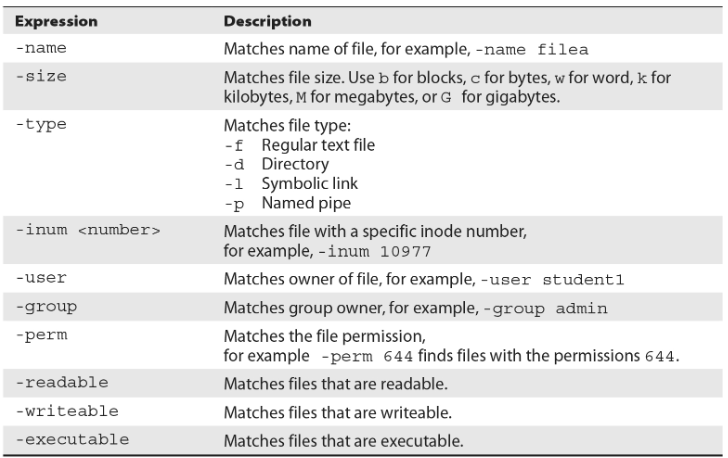 Expression Description
-name Matches name of file, for example, -name filea
-size Matches file size. Use b for blocks, c for bytes, w for word, k for
kilobytes, M for megabytes, or G for gigabytes.
-type Matches file type:
-f Regular text file
-d Directory
-l Symbolic link
-p Named pipe
-inum <number> Matches file with a specific inode number,
for example, -inum 10977
-user Matches owner of file, for example, -user student1
-group Matches group owner, for example, -group admin
-perm Matches the file permission,
for example -perm 644 finds files with the permissions 644.
-readable Matches files that are readable.
-writeable Matches files that are writeable.
-executable Matches files that are executable.